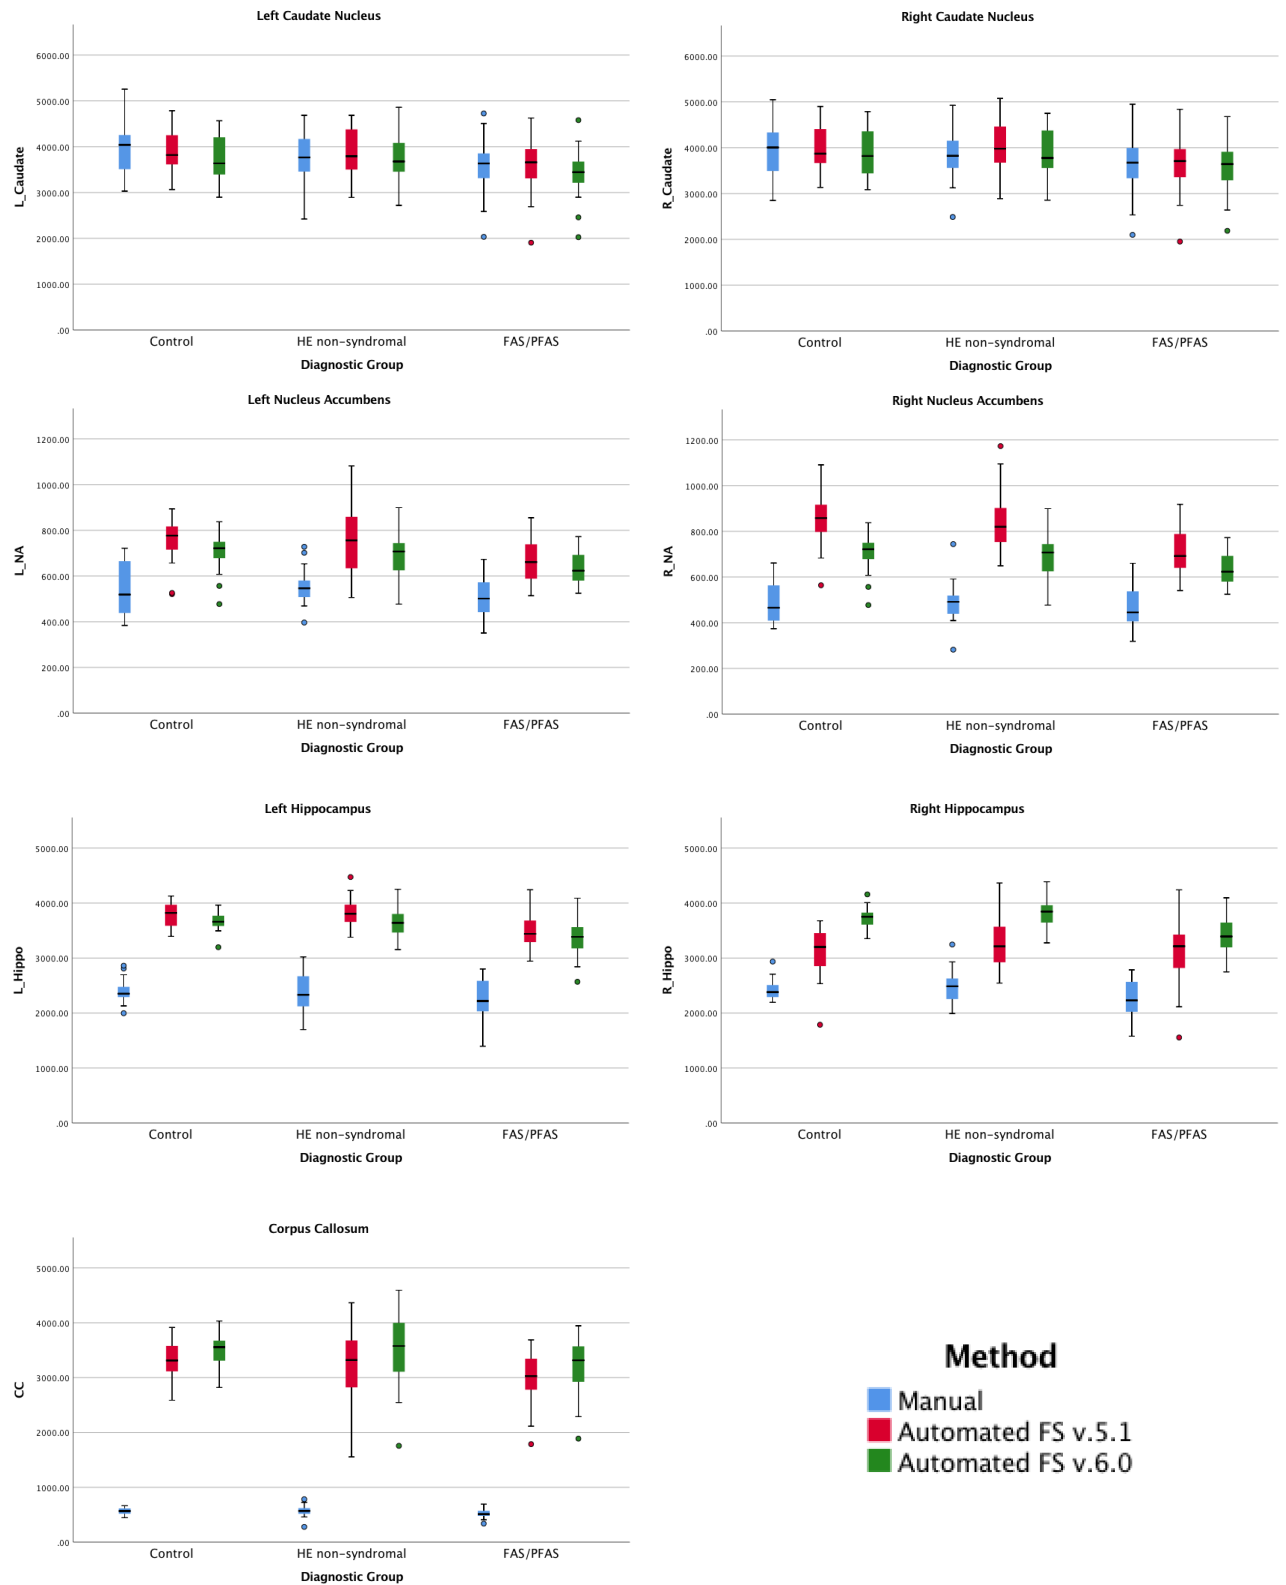 Left Caudate Nucleus
6000.00
5000.00
4000.00
3000.00
2000.00
1000.00
.00
L_Caudate
Control HE non-syndromal FAS/PFAS
Diagnostic Group
Right Caudate Nucleus
6000.00
5000.00
4000.00
3000.00
2000.00
1000.00
.00
R_Caudate
Control HE non-syndromal FAS/PFAS
Diagnostic Group
Left Nucleus Accumbens
1200.00
1000.00
800.00
600.00
400.00
200.00
.00
L_NA
Control HE non-syndromal FAS/PFAS
Diagnostic Group
Right Nucleus Accumbens
1200.00
1000.00
800.00
600.00
400.00
200.00
.00
R_NA
Control HE non-syndromal FAS/PFAS
Diagnostic Group
Left Hippocampus
5000.00
4000.00
3000.00
2000.00
1000.00
.00
L_Hippo
Control HE non-syndromal FAS/PFAS
Diagnostic Group
Right Hippocampus
5000.00
4000.00
3000.00
2000.00
1000.00
.00
R_Hippo
Control HE non-syndromal FAS/PFAS
Diagnostic Group
Corpus Callosum
5000.00
4000.00
3000.00
2000.00
1000.00
.00
CC
Control HE non-syndromal FAS/PFAS
Diagnostic Group
Method
Manual
Automated FS v.5.1
Automated FS v.6.0